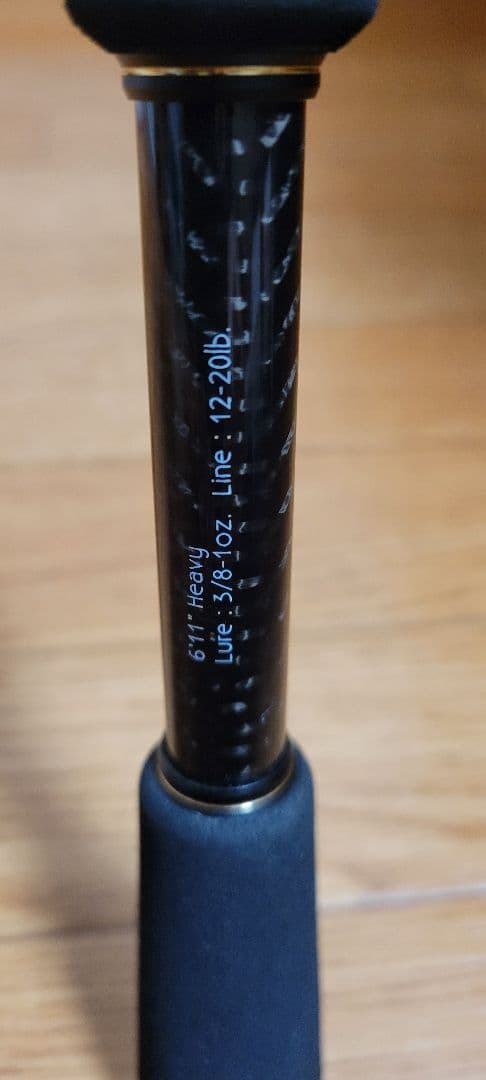 6'11" Heavy
Lure : 3/8-1oz. Line : 12-20lb.